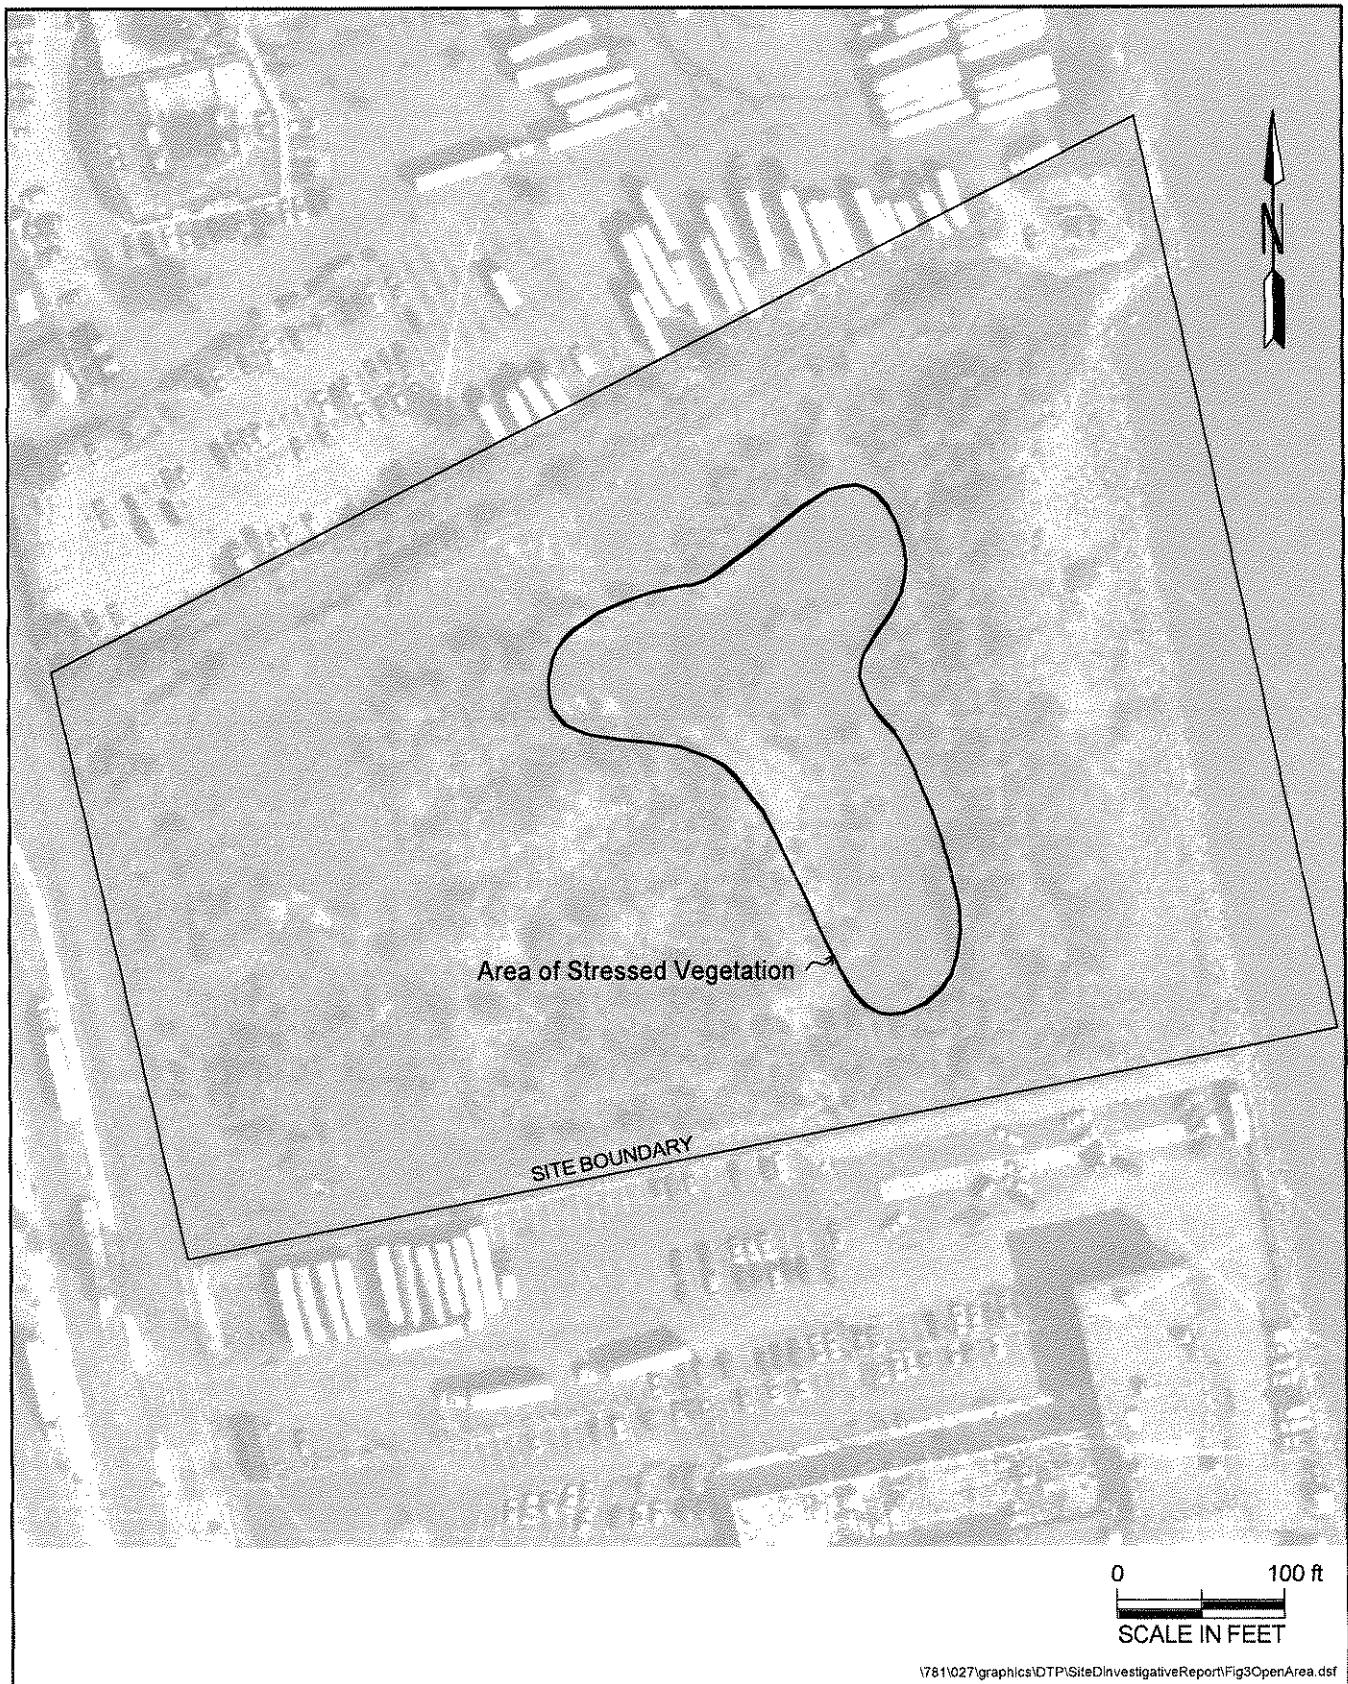 N
Area of Stressed Vegetation
SITE BOUNDARY
0 100 ft
SCALE IN FEET
\781\027\graphics\DTP\SiteDInvestigativeReport\Fig3OpenArea.dsf